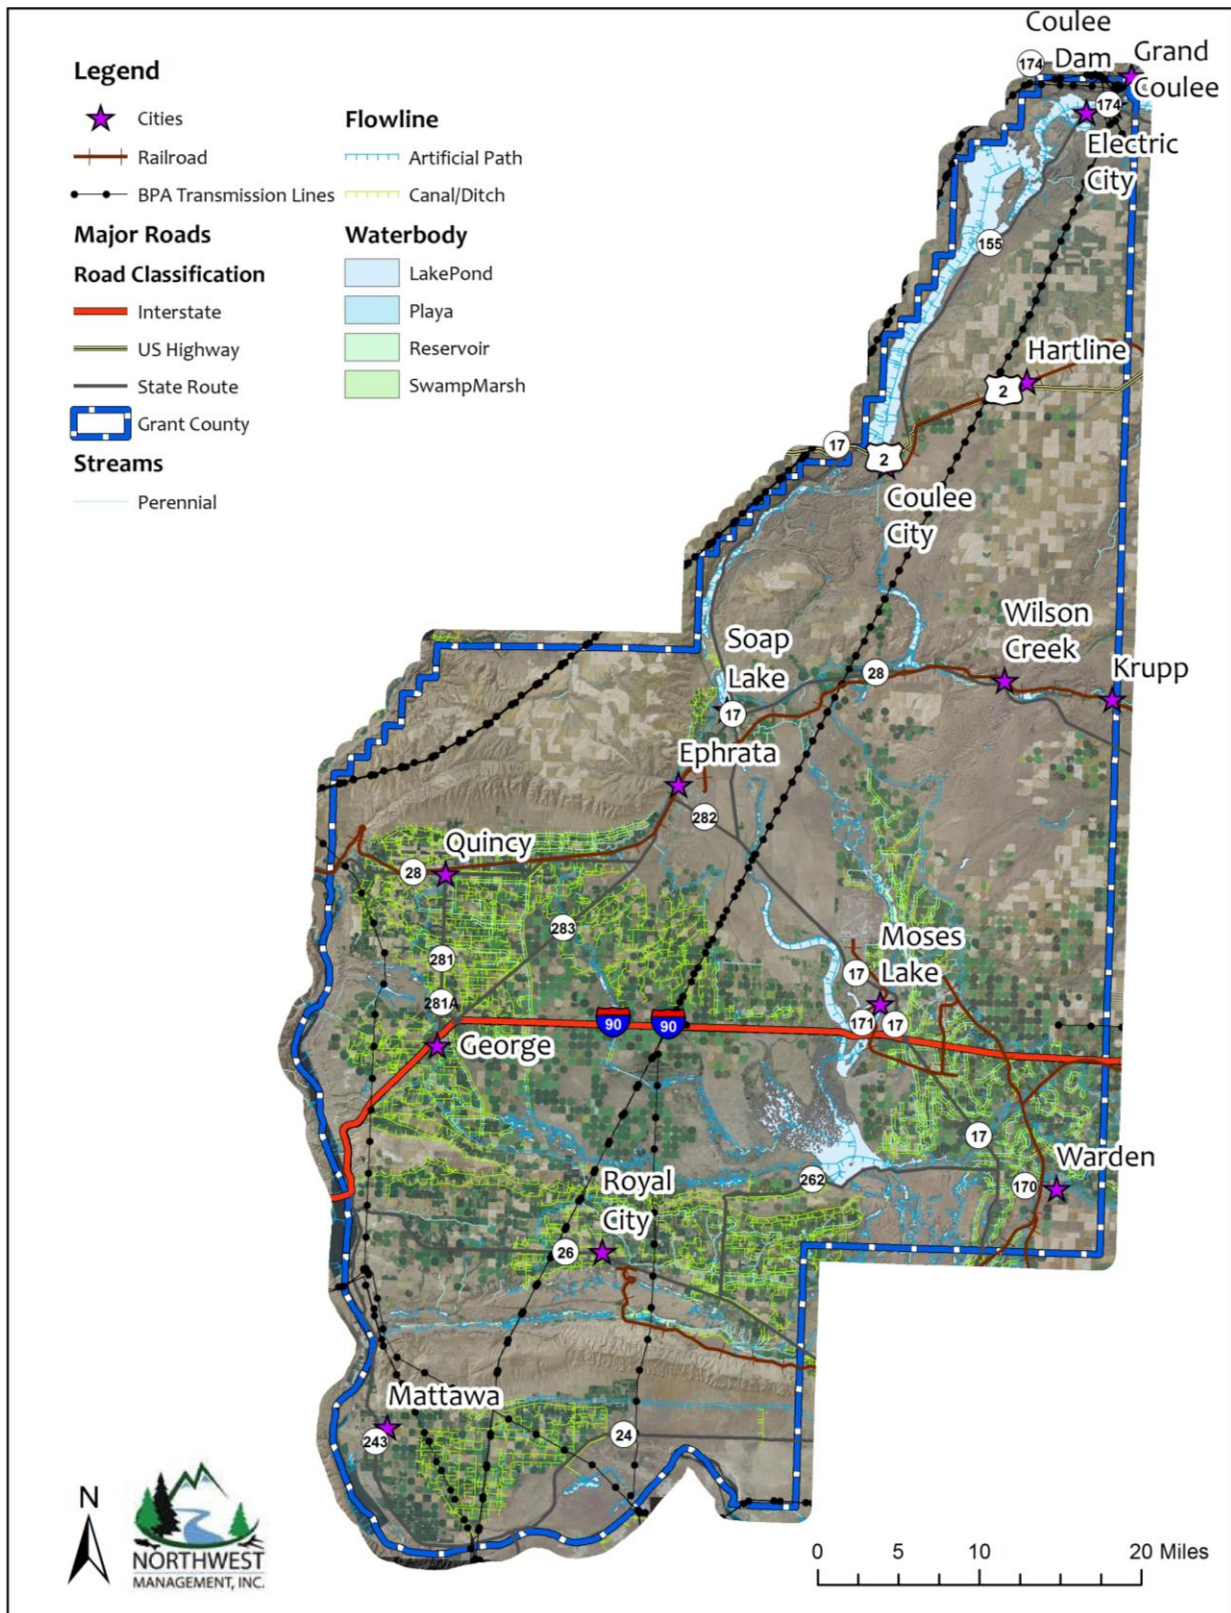 Legend
Cities
Railroad
BPA Transmission Lines
Major Roads
Road Classification
Interstate
US Highway
State Route
Grant County
Streams
Perennial
Flowline
Artificial Path
Canal/Ditch
Waterbody
LakePond
Playa
Reservoir
SwampMarsh
Coulee
Dam
174
Grand
Coulee
174
Electric
City
155
Hartline
2
17
2
Coulee
City
Wilson
Creek
Soap
Lake
28
Krupp
17
Ephrata
282
Quincy
28
283
Moses
Lake
281
17
281A
90
90
171
17
George
17
Warden
262
170
Royal
City
26
Mattawa
243
24
N
NORTHWEST
MANAGEMENT, INC.
0 5 10 20 Miles